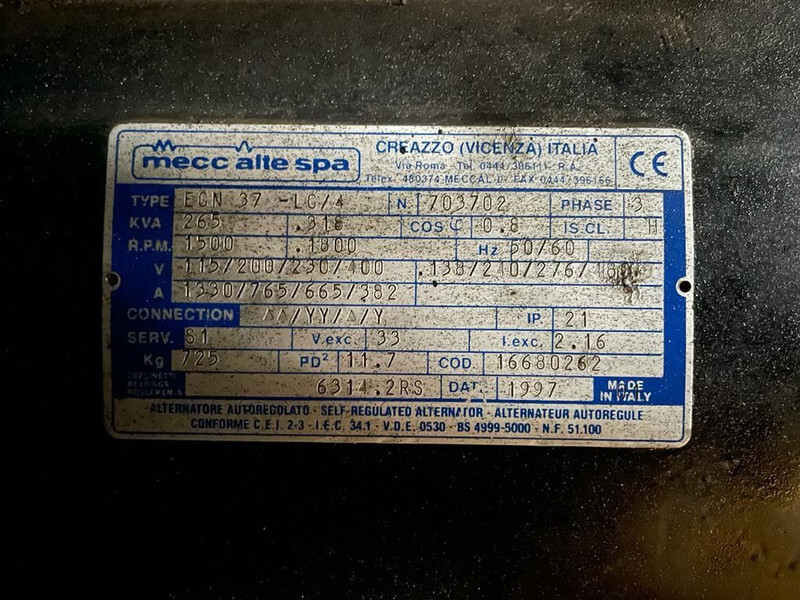 mecc alte spa
CREAZZO (VICENZA) ITALIA
Via Roma - Tel. 0444/396111 - R.A.
Telex 480374 MECCAL I - FAX 0444/396166
CE
TYPE ECN 37 -LC/4 N. 703702 PHASE 3
KVA 265 .318 COS φ 0.8 IS.CL. H
R.P.M. 1500 .1800 Hz 50/60
V 115/200/230/400 .138/240/276/480
A 1330/765/665/382
CONNECTION ΔΔ/YY/Δ/Y IP. 21
SERV. S1 V.exc. 33 I.exc. 2.16
Kg 725 PD² 11.7 COD. 16680262
CUSCINETTI
BEARINGS
ROULEMEN.S
6314.2RS DAT. 1997 MADE
IN ITALY
ALTERNATORE AUTOREGOLATO - SELF-REGULATED ALTERNATOR - ALTERNATEUR AUTOREGULE
CONFORME C.E.I. 2-3 - I.E.C. 34.1 - V.D.E. 0530 - BS 4999-5000 - N.F. 51.100